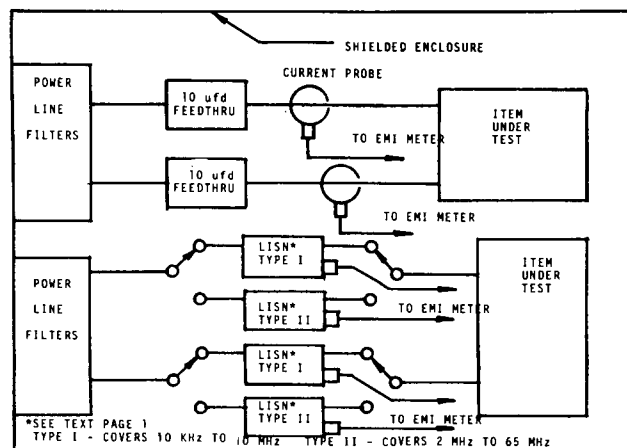 SHIELDED ENCLOSURE
POWER
LINE
FILTERS
10 ufd
FEEDTHRU
CURRENT PROBE
TO EMI METER
ITEM
UNDER
TEST
10 ufd
FEEDTHRU
TO EMI METER
POWER
LINE
FILTERS
LISN*
TYPE I
TO EMI METER
LISN*
TYPE II
ITEM
UNDER
TEST
LISN*
TYPE I
LISN*
TYPE II
TO EMI METER
*SEE TEXT PAGE 1
TYPE I - COVERS 10 KHz TO 10 MHz TYPE II - COVERS 2 MHz TO 65 MHz